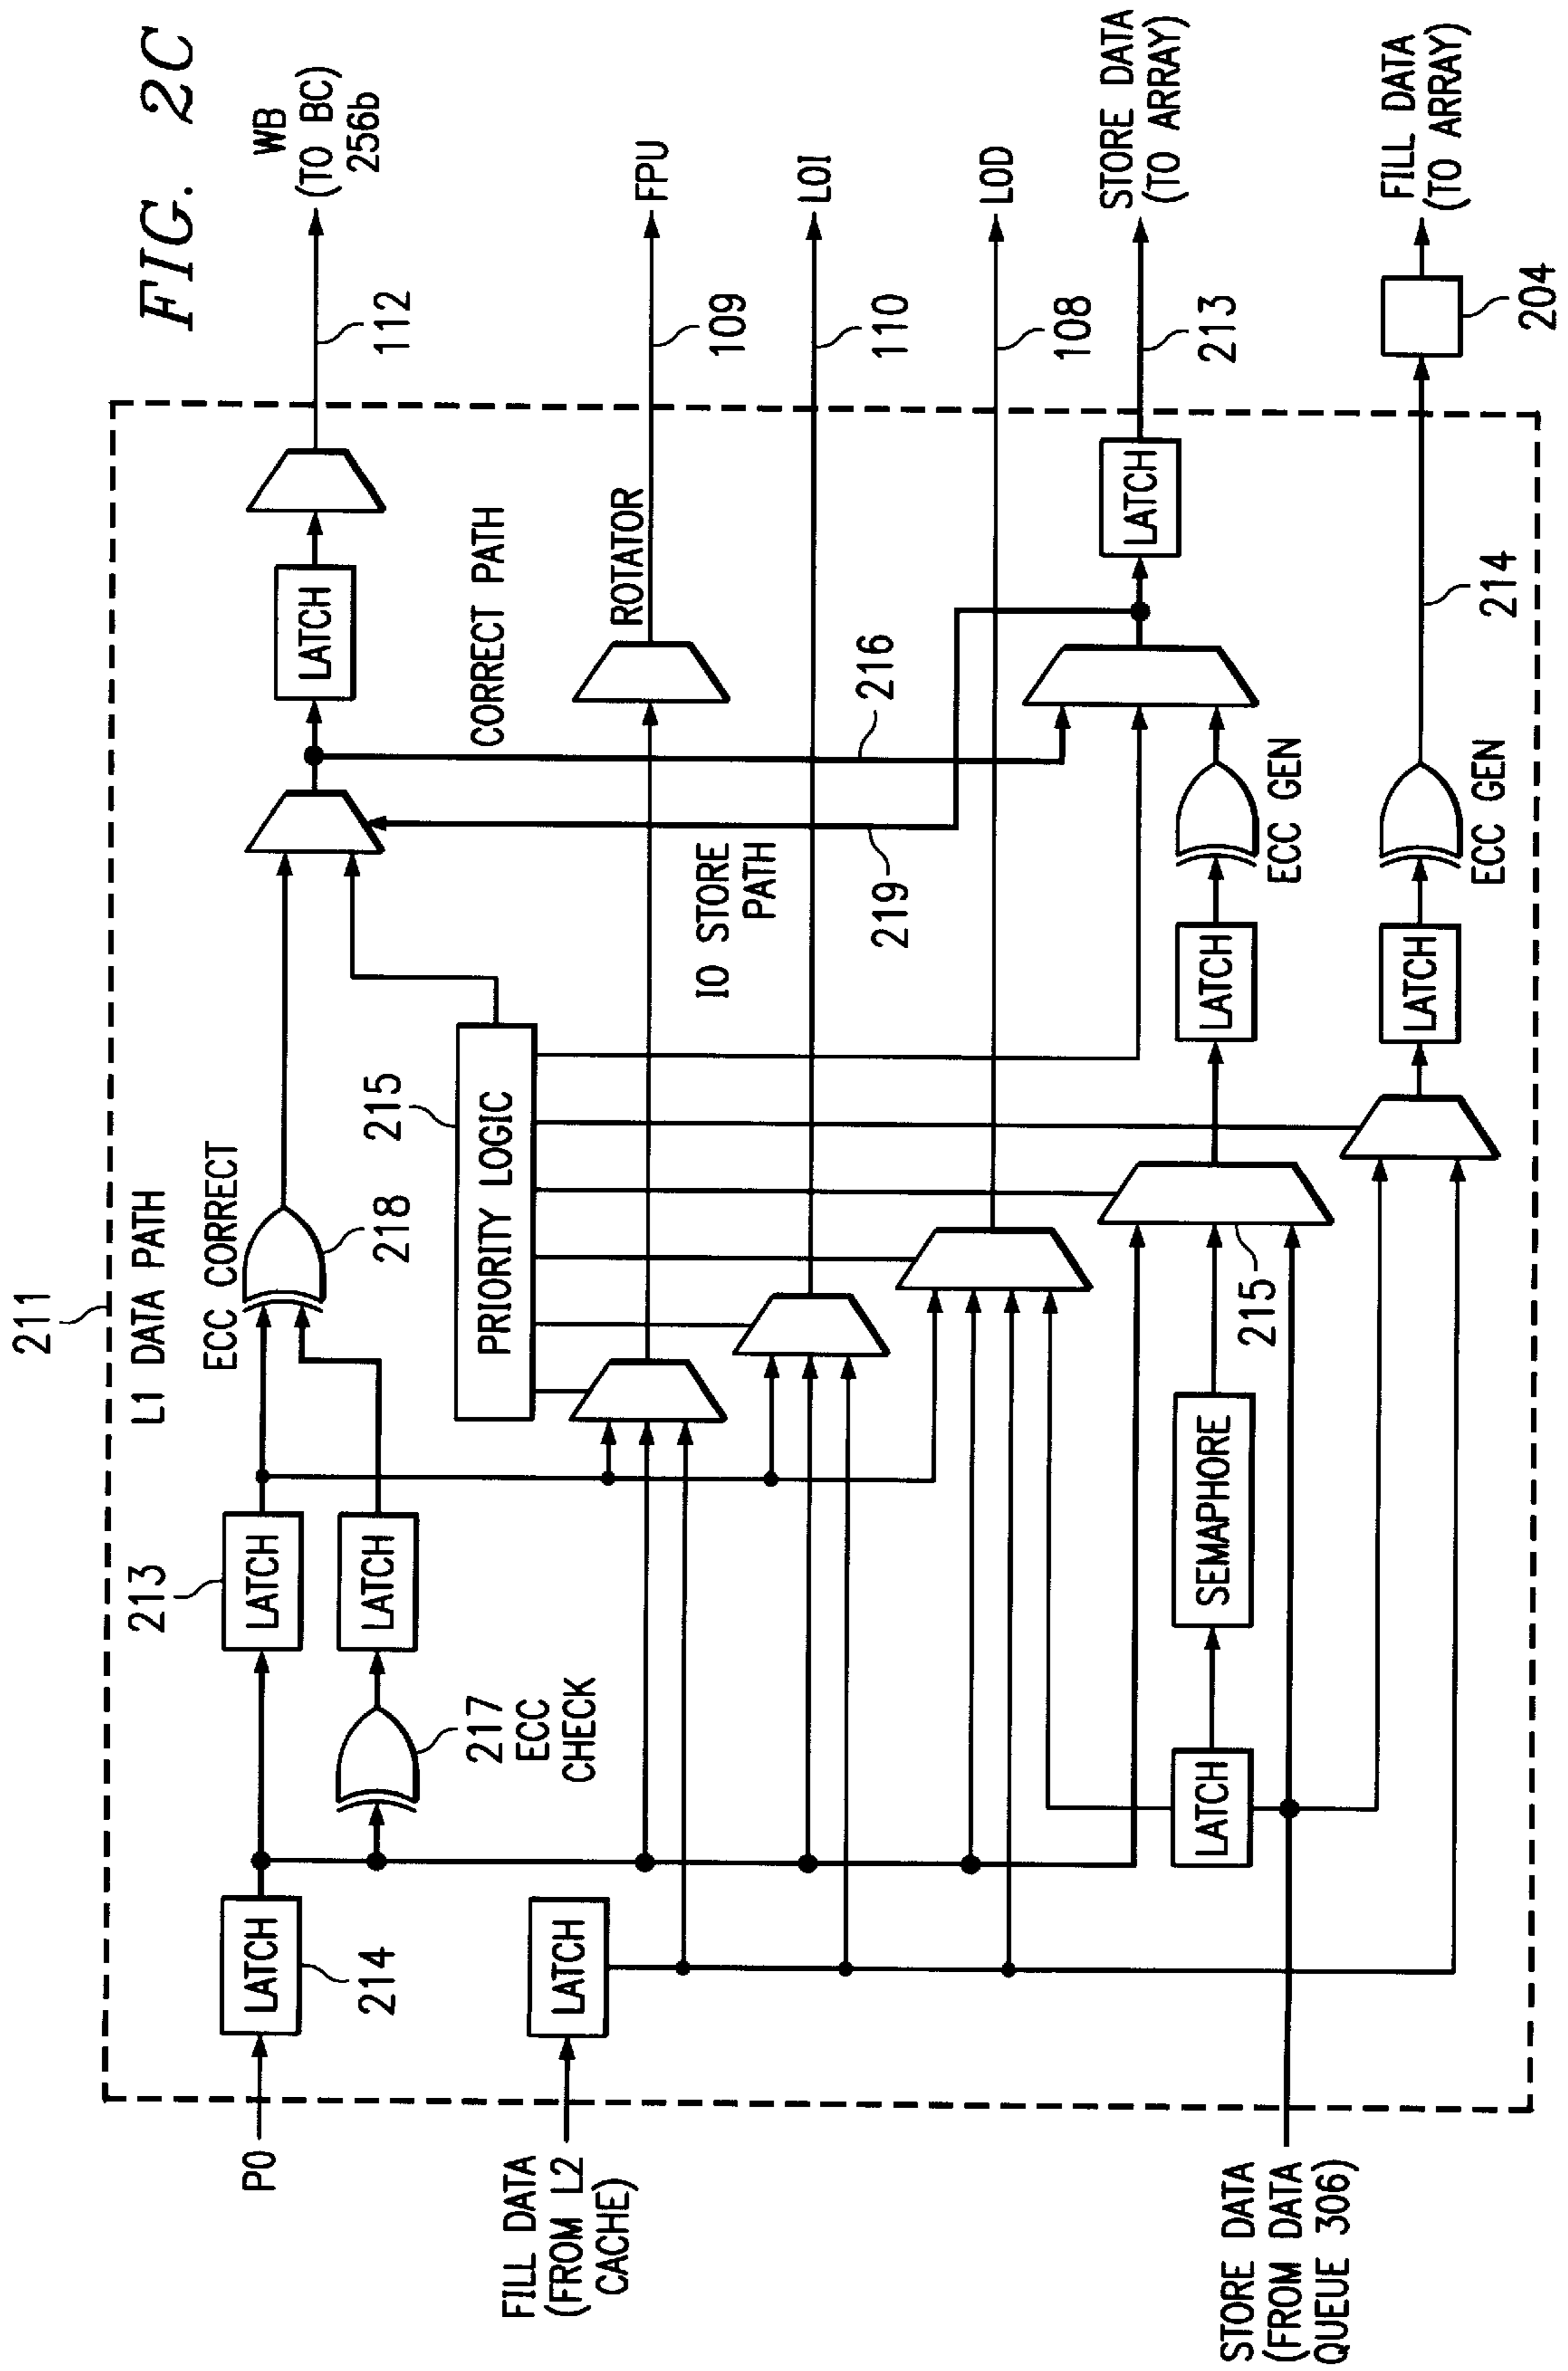 FIG. 2C
211
L1 DATA PATH
P0
LATCH
214
LATCH
213
LATCH
217
ECC
CHECK
ECC CORRECT
218
215
PRIORITY LOGIC
LATCH
CORRECT PATH
ROTATOR
IO STORE
PATH
219
216
WB
(TO BC)
256b
112
FPU
109
L0I
110
L0D
108
FILL DATA
(FROM L2
CACHE)
LATCH
STORE DATA
(FROM DATA
QUEUE 306)
LATCH
SEMAPHORE
215
LATCH
ECC GEN
LATCH
213
STORE DATA
(TO ARRAY)
LATCH
ECC GEN
214
204
FILL DATA
(TO ARRAY)